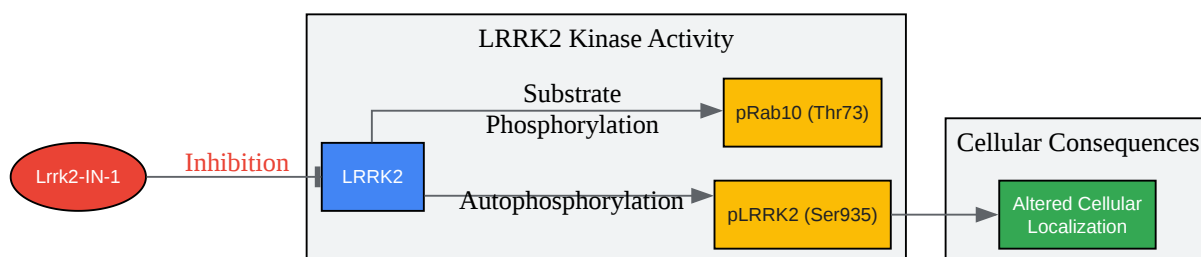 LRRK2 Kinase Activity
Substrate
Phosphorylation
pRab10 (Thr73)
Lrrk2-IN-1
Inhibition
LRRK2
Autophosphorylation
pLRRK2 (Ser935)
Cellular Consequences
Altered Cellular
Localization